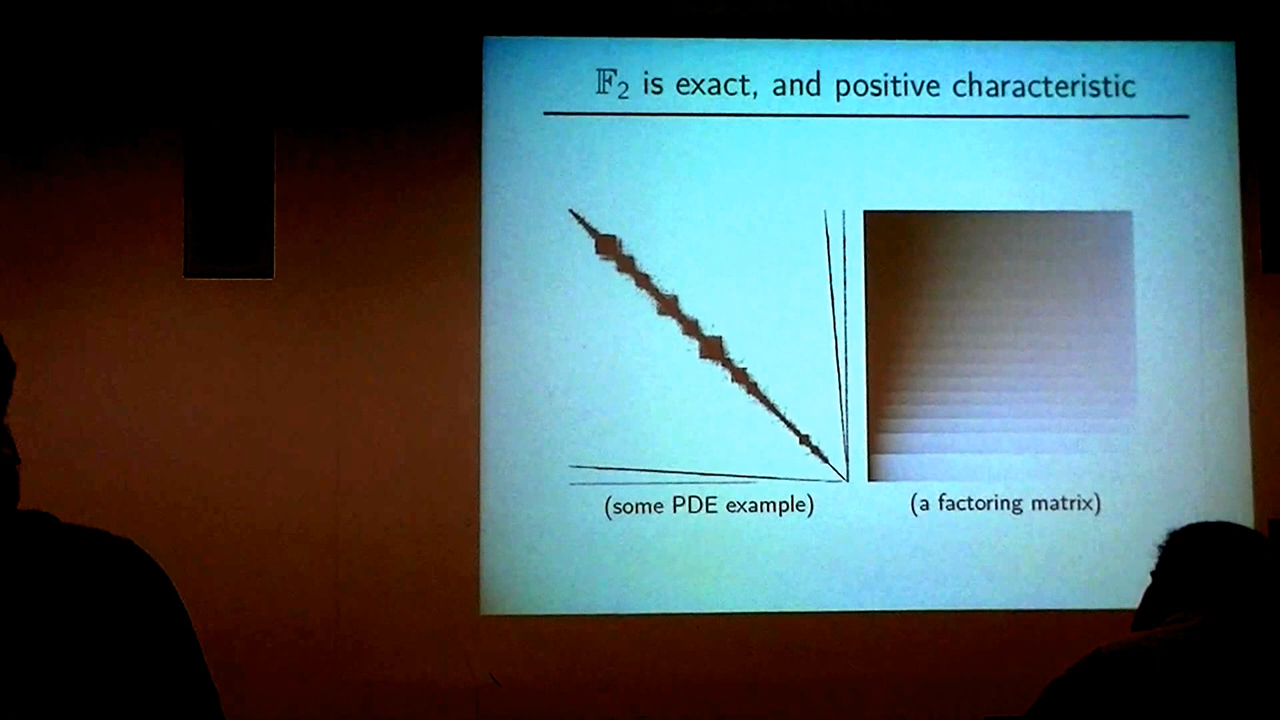 𝔽₂ is exact, and positive characteristic
(some PDE example)
(a factoring matrix)